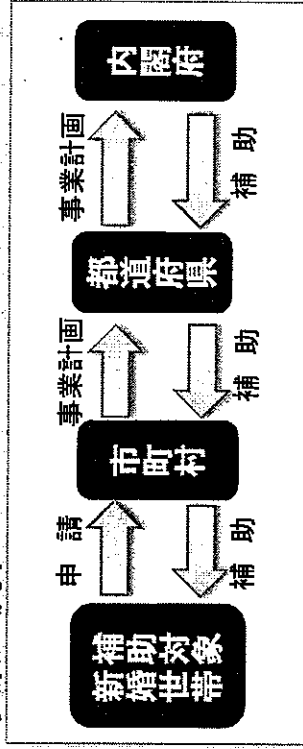 補助対象
新婚世帯
申請
補助
市町村
事業計画
補助
都道府県
事業計画
補助
内閣府